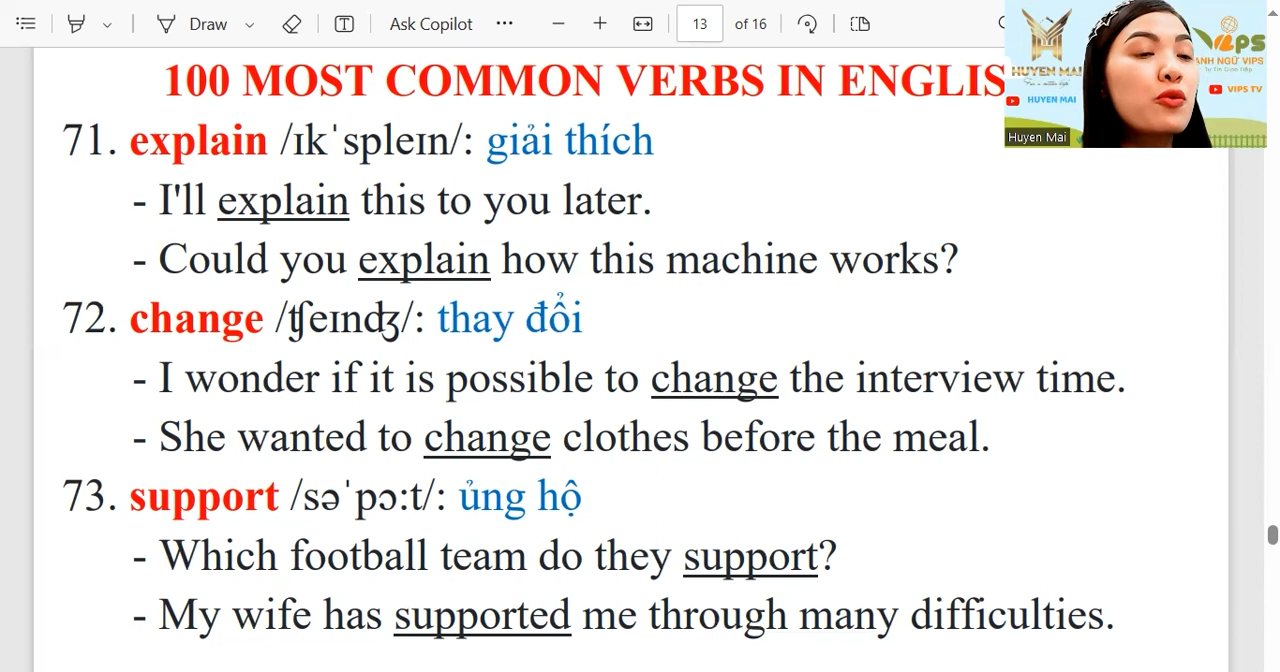 Draw
Ask Copilot
13 of 16
100 MOST COMMON VERBS IN ENGLIS
71. explain /ɪkˈspleɪn/: giải thích
- I'll explain this to you later.
- Could you explain how this machine works?
72. change /ʧeɪnʤ/: thay đổi
- I wonder if it is possible to change the interview time.
- She wanted to change clothes before the meal.
73. support /səˈpɔ:t/: ủng hộ
- Which football team do they support?
- My wife has supported me through many difficulties.
HUYEN MAI
HUYEN MAI
Huyen Mai
ViPS
ANH NGỮ VIPS
VIPS TV